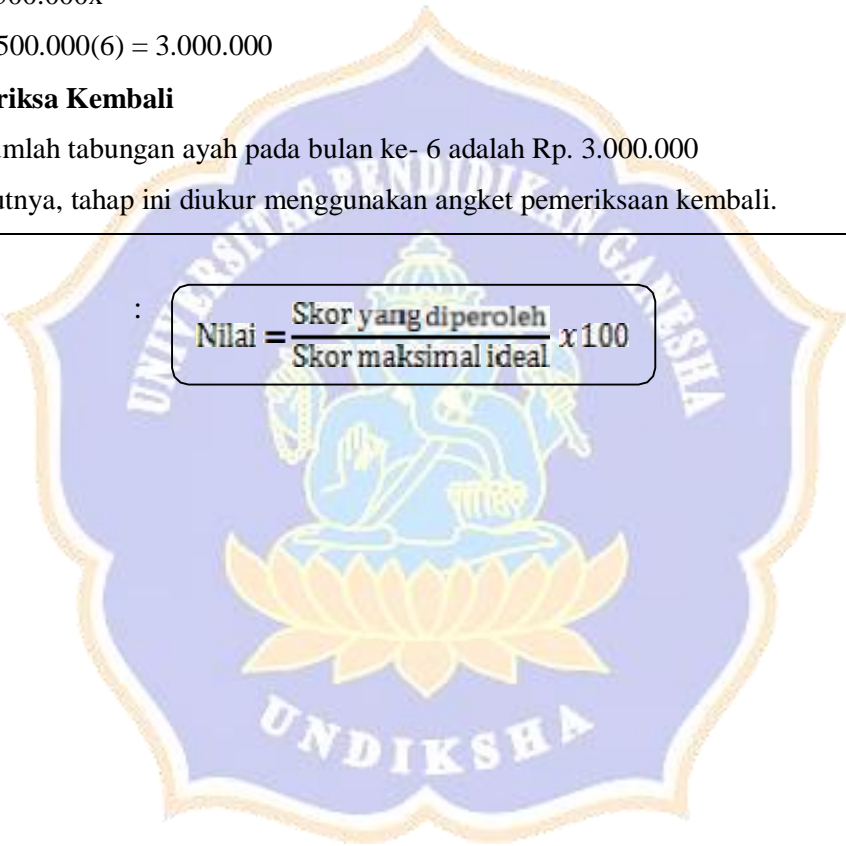 500.000(6) = 3.000.000
riksa Kembali
mlah tabungan ayah pada bulan ke- 6 adalah Rp. 3.000.000
utnya, tahap ini diukur menggunakan angket pemeriksaan kembali.
UNIVERSITAS PENDIDIKAN GANESHA
:
Nilai = Skor yang diperoleh / Skor maksimal ideal x 100
UNDIKSHA